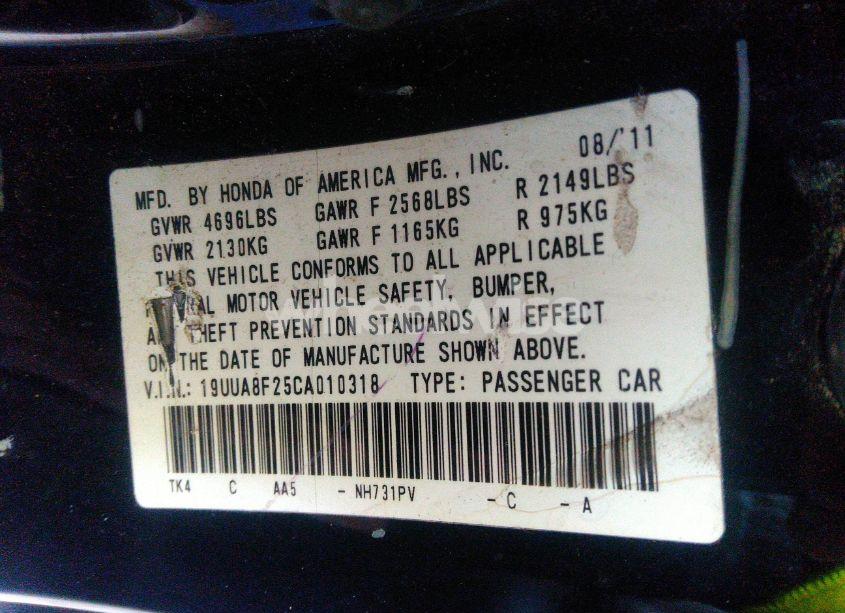 MFD. BY HONDA OF AMERICA MFG., INC. 08/'11
GVWR 4696LBS GAWR F 2568LBS R 2149LBS
GVWR 2130KG GAWR F 1165KG R 975KG
THIS VEHICLE CONFORMS TO ALL APPLICABLE
MOTOR VEHICLE SAFETY, BUMPER,
THEFT PREVENTION STANDARDS IN EFFECT
ON THE DATE OF MANUFACTURE SHOWN ABOVE.
V.I.N.: 19UUA8F25CA010318 TYPE: PASSENGER CAR
TK4 C AA5 - NH731PV - C - A